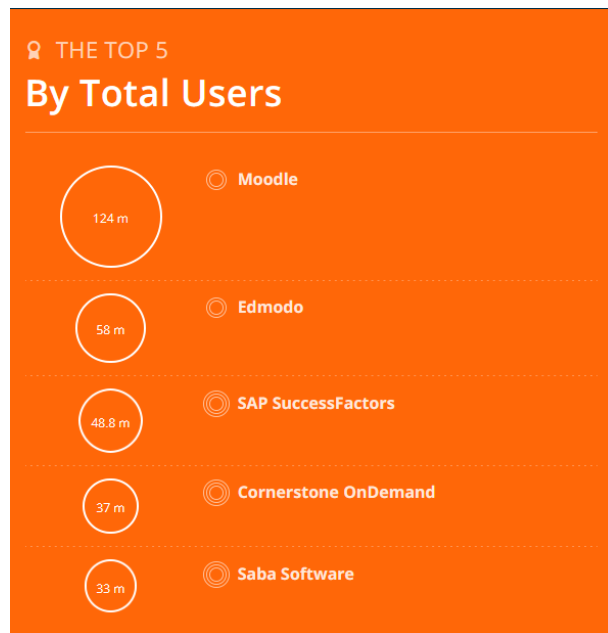 THE TOP 5
By Total Users
Moodle
124 m
Edmodo
58 m
SAP SuccessFactors
48.8 m
Cornerstone OnDemand
37 m
Saba Software
33 m